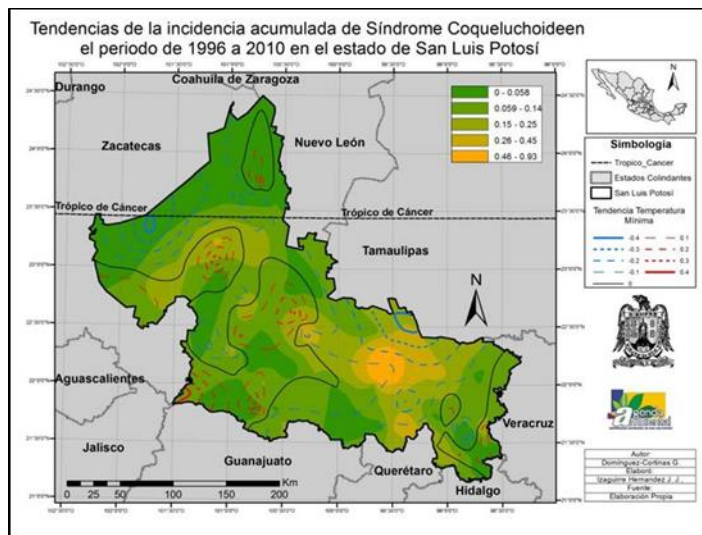 Tendencias de la incidencia acumulada de Síndrome Coqueluchoideen
el periodo de 1996 a 2010 en el estado de San Luis Potosí
Coahuila de Zaragoza
Durango
Zacatecas
Nuevo León
0 - 0.058
0.059 - 0.14
0.15 - 0.25
0.26 - 0.45
0.46 - 0.93
Trópico de Cáncer
Trópico de Cáncer
Tamaulipas
N
Aguascalientes
Jalisco
Guanajuato
Querétaro
Hidalgo
Veracruz
Km
0 25 50 100 150 200
N
Simbología
Tropico_Cancer
Estados Colindantes
San Luis Potosí
Tendencia Temperatura
Mínima
-0.4 0.1
-0.3 0.2
-0.2 0.3
-0.1 0.4
0
agenda
ambiental
Autor:
Dominguez-Cortinas G.
Elaboró:
Izaguirre Hernandez J. J.,
Fuente:
Elaboración Propia